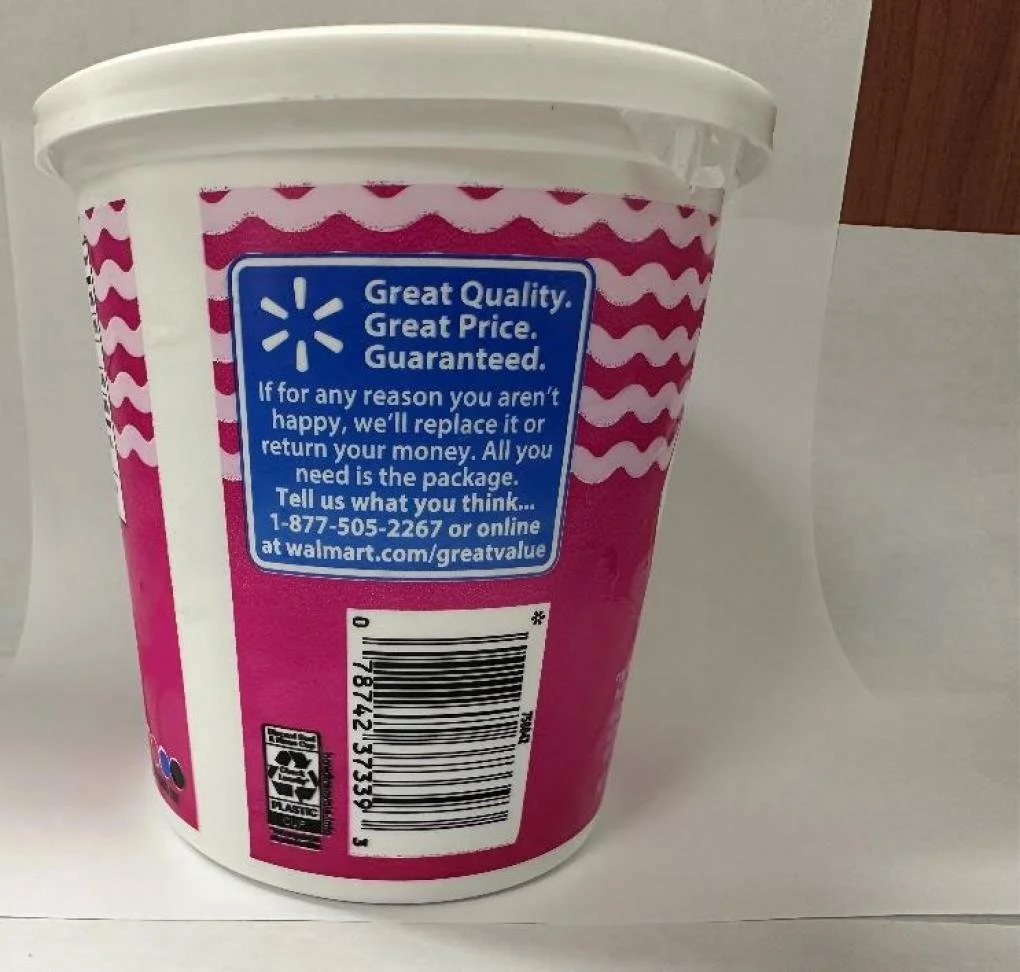 Great Quality.
Great Price.
Guaranteed.
If for any reason you aren't
happy, we'll replace it or
return your money. All you
need is the package.
Tell us what you think...
1-877-505-2267 or online
at walmart.com/greatvalue
0 78742 37339 3
PLASTIC
CUP